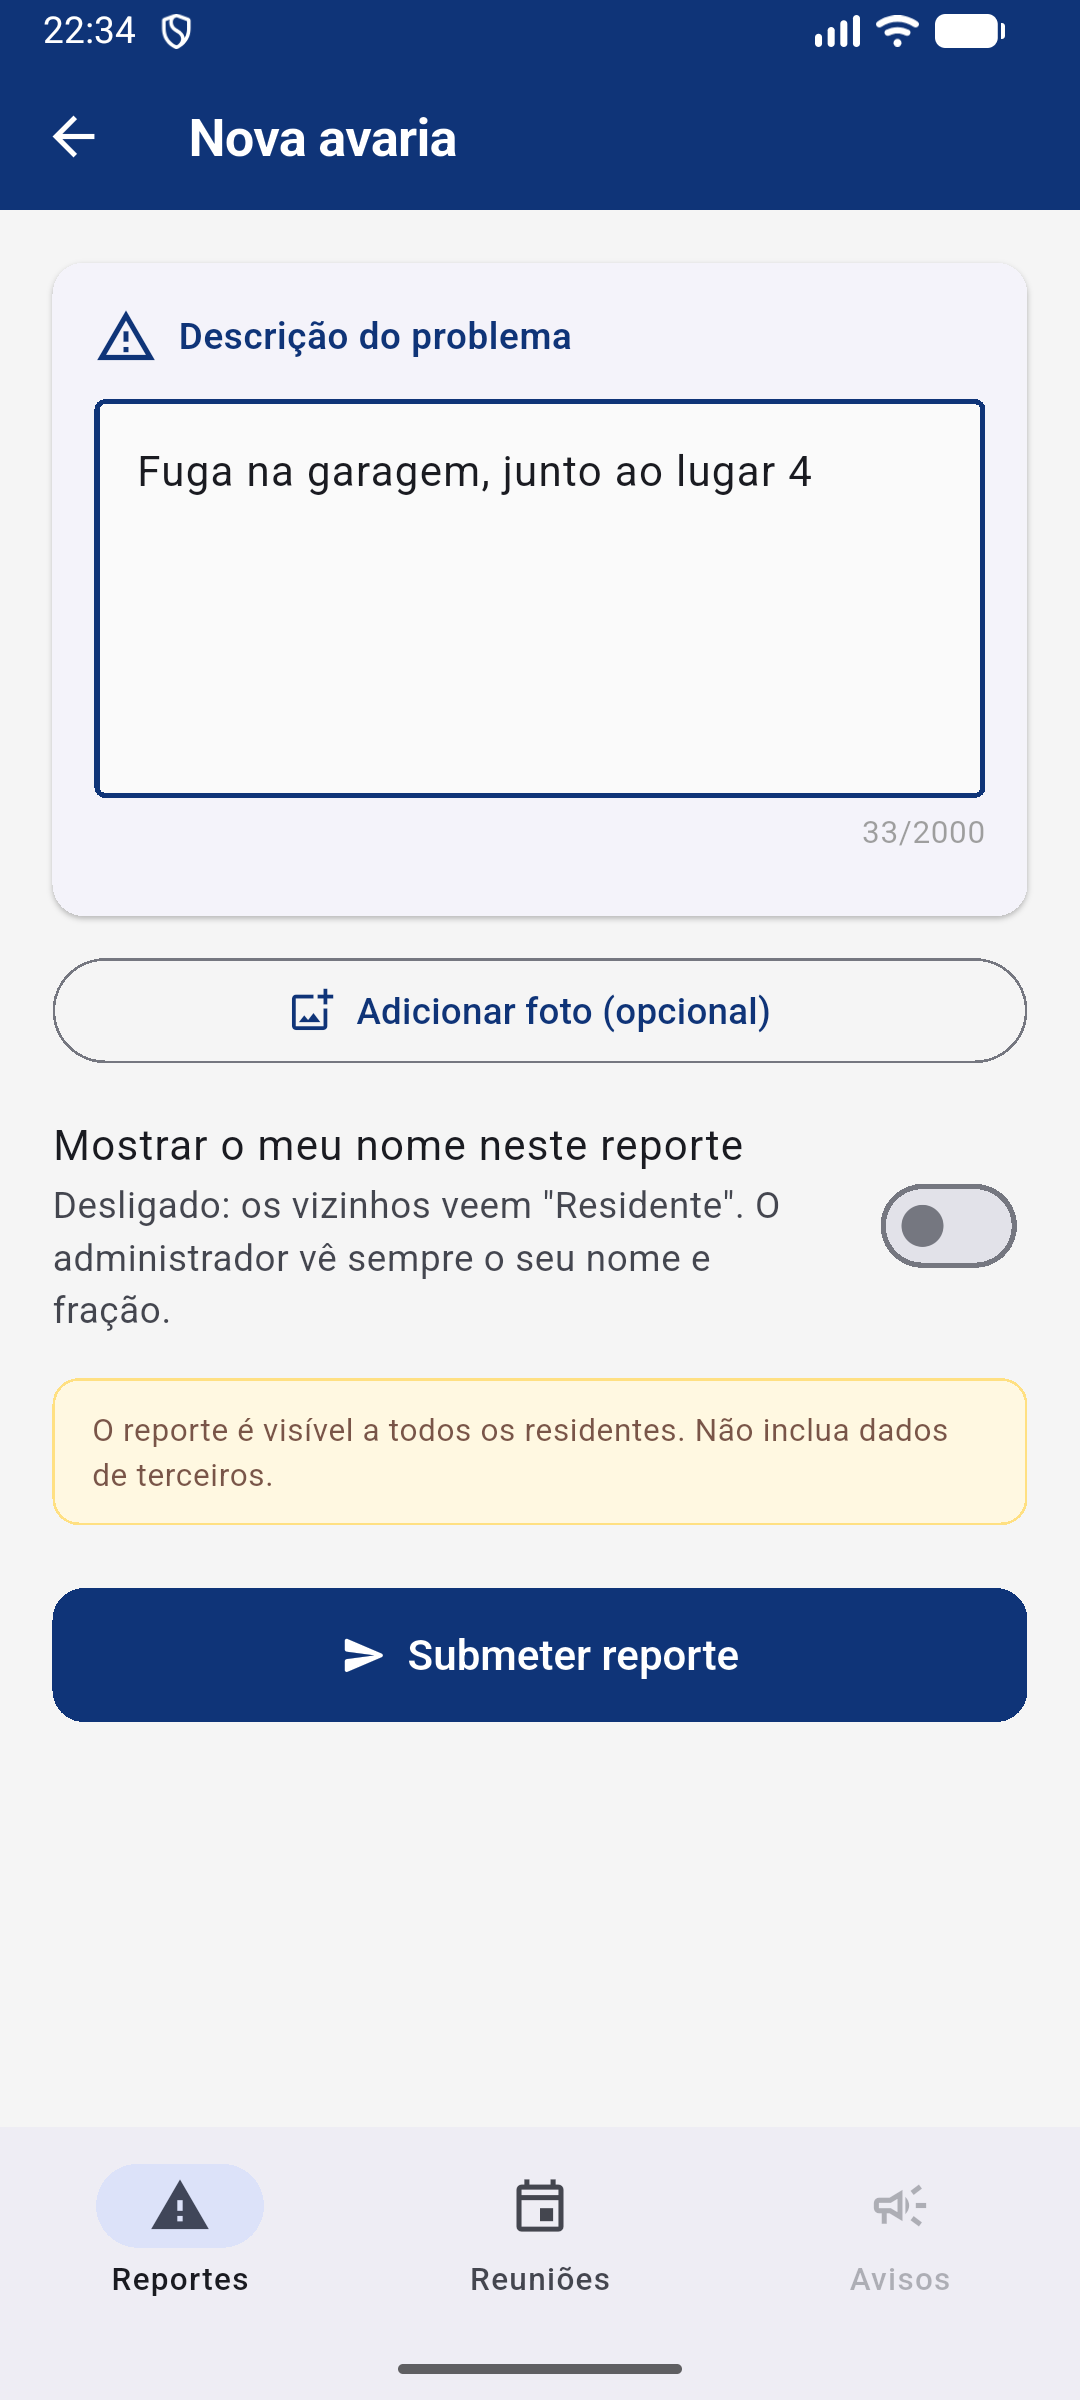 22:34
Nova avaria
Descrição do problema
Fuga na garagem, junto ao lugar 4
33/2000
Adicionar foto (opcional)
Mostrar o meu nome neste reporte
Desligado: os vizinhos veem "Residente". O
administrador vê sempre o seu nome e
fração.
O reporte é visível a todos os residentes. Não inclua dados
de terceiros.
Submeter reporte
Reportes
Reuniões
Avisos